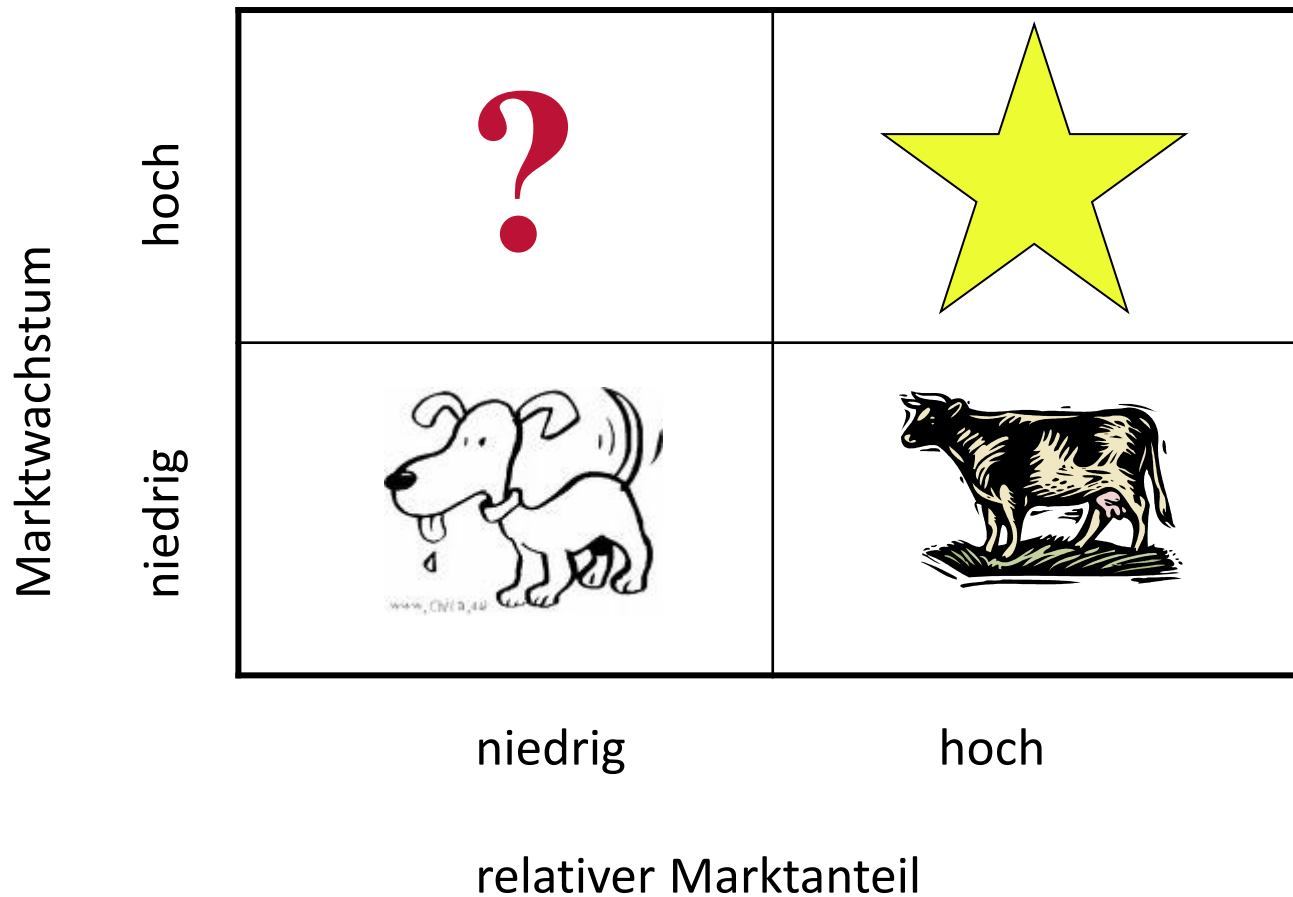 Marktwachstum
hoch
?
niedrig
niedrig
hoch
relativer Marktanteil